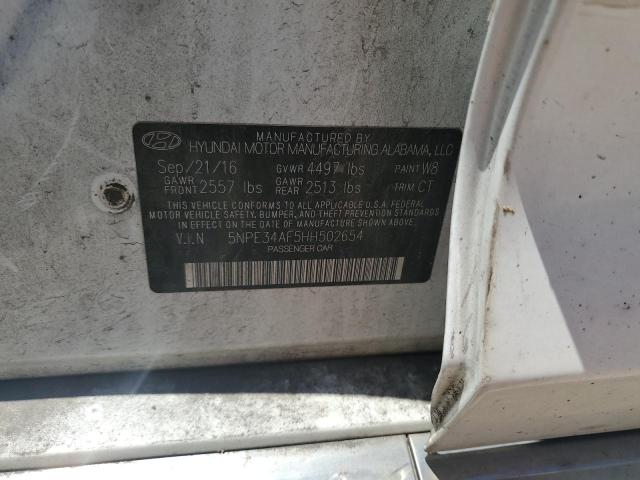 MANUFACTURED BY
HYUNDAI MOTOR MANUFACTURING ALABAMA, LLC
Sep/21/16 GVWR 4497 lbs PAINT W8
GAWR FRONT 2557 lbs GAWR REAR 2513 lbs TRIM CT
THIS VEHICLE CONFORMS TO ALL APPLICABLE U.S.A FEDERAL
MOTOR VEHICLE SAFETY, BUMPER, AND THEFT PREVENTION STANDARDS
IN EFFECT ON THE DATE OF MANUFACTURE SHOWN ABOVE.
V.I.N 5NPE34AF5HH502654
PASSENGER CAR